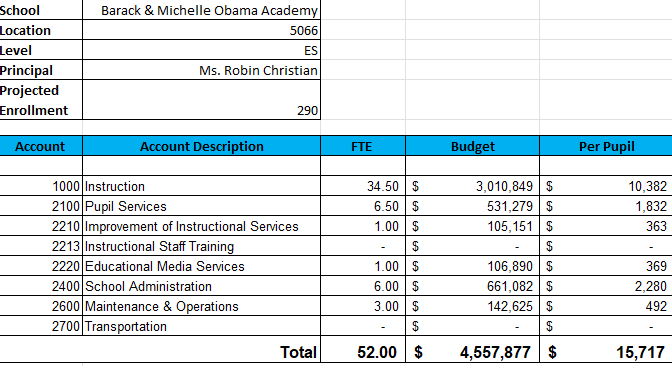 School Barack & Michelle Obama Academy
Location 5066
Level ES
Principal Ms. Robin Christian
Projected
Enrollment 290
Account Account Description FTE Budget Per Pupil
1000 Instruction 34.50 $ 3,010,849 $ 10,382
2100 Pupil Services 6.50 $ 531,279 $ 1,832
2210 Improvement of Instructional Services 1.00 $ 105,151 $ 363
2213 Instructional Staff Training - $ - $ -
2220 Educational Media Services 1.00 $ 106,890 $ 369
2400 School Administration 6.00 $ 661,082 $ 2,280
2600 Maintenance & Operations 3.00 $ 142,625 $ 492
2700 Transportation - $ - $ -
Total 52.00 $ 4,557,877 $ 15,717